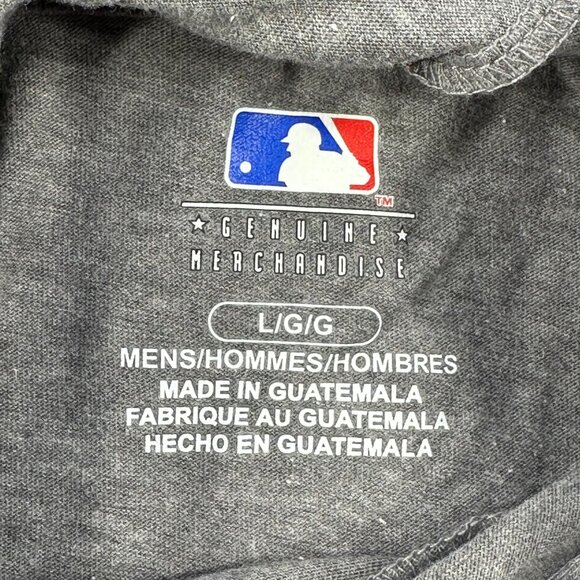 TM
★ GENUINE ★
MERCHANDISE
L/G/G
MENS/HOMMES/HOMBRES
MADE IN GUATEMALA
FABRIQUE AU GUATEMALA
HECHO EN GUATEMALA